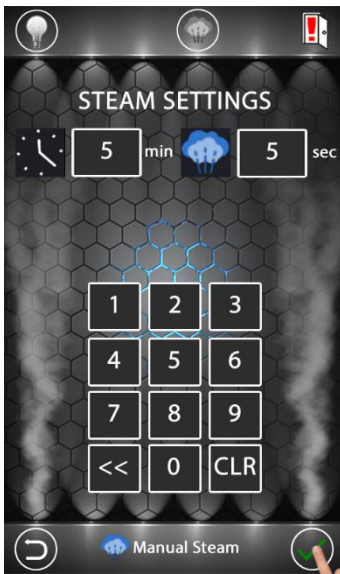 STEAM SETTINGS
5 min 5 sec
1 2 3
4 5 6
7 8 9
<< 0 CLR
Manual Steam